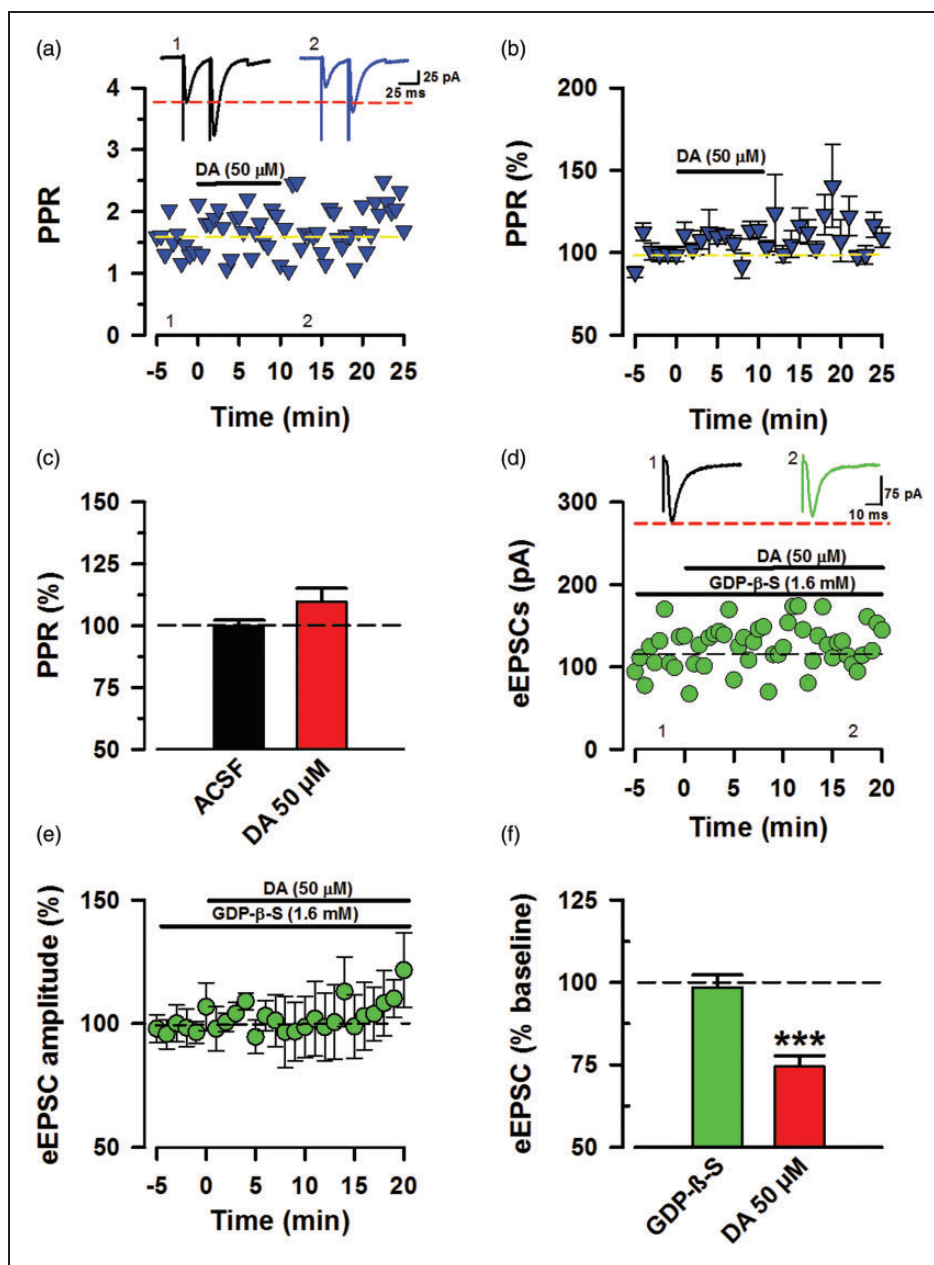 (a)
1
2
25 pA
25 ms
4
3
2
1
0
PPR
DA (50 µM)
1
2
-5 0 5 10 15 20 25
Time (min)
(b)
200
150
100
50
PPR (%)
DA (50 µM)
-5 0 5 10 15 20 25
Time (min)
(c)
150
125
100
75
50
PPR (%)
ACSF
DA 50 µM
(d)
1
2
75 pA
10 ms
300
200
100
0
eEPSCs (pA)
DA (50 µM)
GDP-β-S (1.6 mM)
1
2
-5 0 5 10 15 20
Time (min)
(e)
150
100
50
eEPSC amplitude (%)
DA (50 µM)
GDP-β-S (1.6 mM)
-5 0 5 10 15 20
Time (min)
(f)
125
100
75
50
eEPSC (% baseline)
***
GDP-ß-S
DA 50 µM